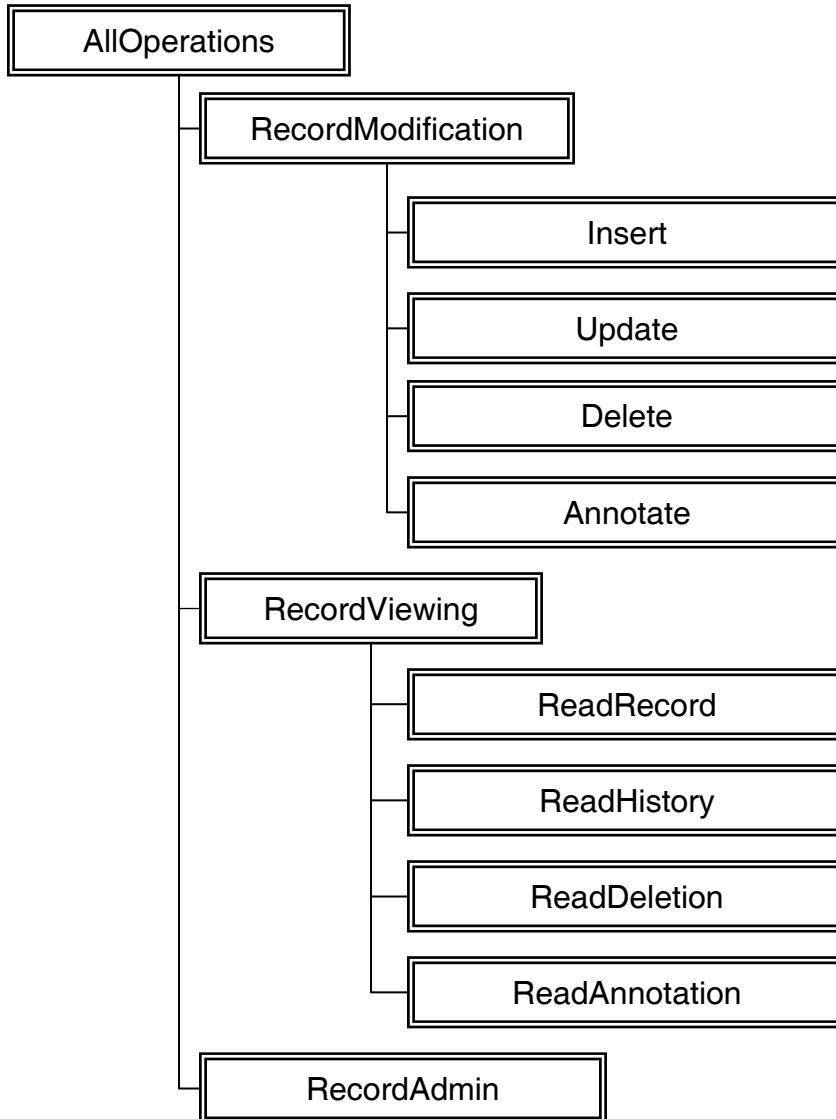 AllOperations
RecordModification
Insert
Update
Delete
Annotate
RecordViewing
ReadRecord
ReadHistory
ReadDeletion
ReadAnnotation
RecordAdmin